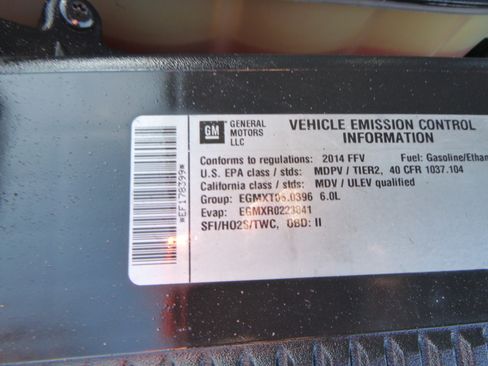 GM
GENERAL
MOTORS
LLC
VEHICLE EMISSION CONTROL
INFORMATION
Conforms to regulations: 2014 FFV Fuel: Gasoline/Ethan
U.S. EPA class / stds: MDPV / TIER2, 40 CFR 1037.104
California class / stds: MDV / ULEV qualified
Group: EGMXT06.0396 6.0L
Evap: EGMXR0223841
SFI/HO2S/TWC, OBD: II
*EF178399*